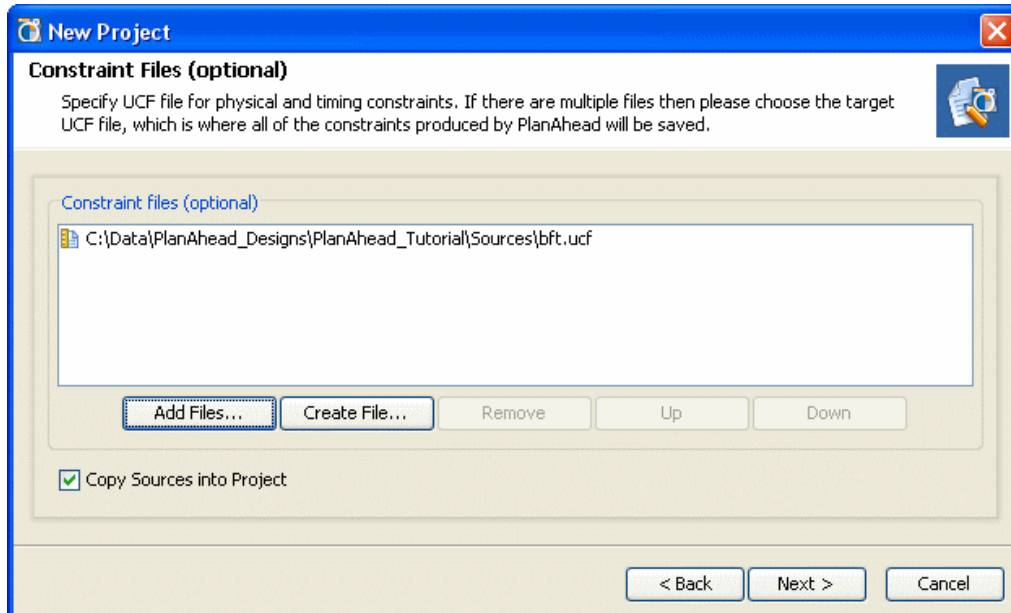 New Project
Constraint Files (optional)
Specify UCF file for physical and timing constraints. If there are multiple files then please choose the target
UCF file, which is where all of the constraints produced by PlanAhead will be saved.
Constraint files (optional)
C:\Data\PlanAhead_Designs\PlanAhead_Tutorial\Sources\bft.ucf
Add Files... Create File... Remove Up Down
Copy Sources into Project
< Back Next > Cancel